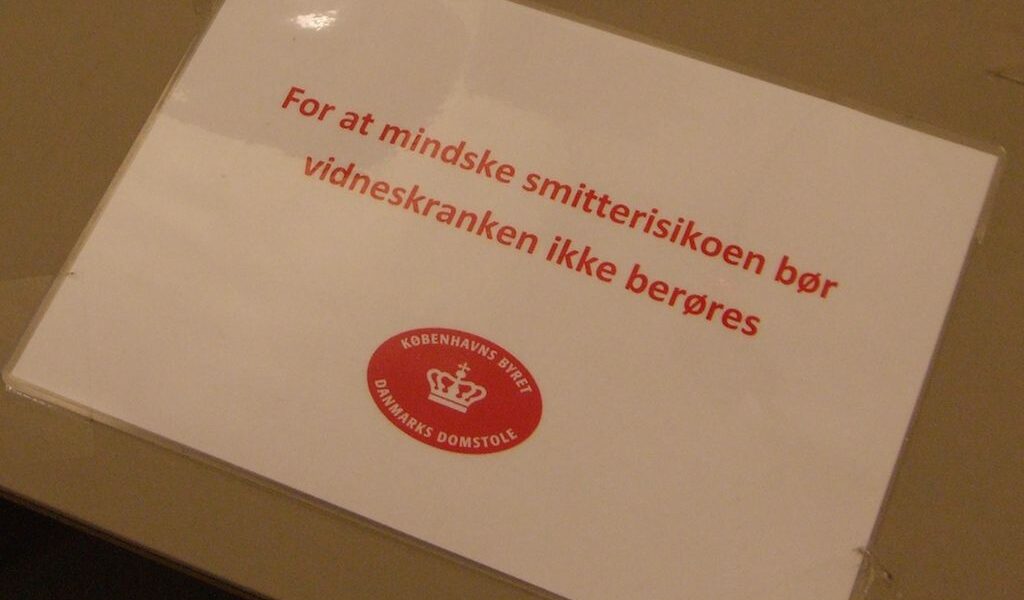 For at mindske smitterisikoen bør
vidneskranken ikke berøres
KØBENHAVNS BYRET
DANMARKS DOMSTOLE